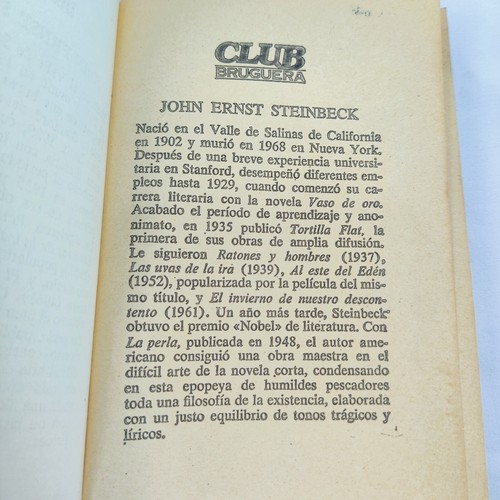 CLUB
BRUGUERA
JOHN ERNST STEINBECK
Nació en el Valle de Salinas de California
en 1902 y murió en 1968 en Nueva York.
Después de una breve experiencia universi-
taria en Stanford, desempeñó diferentes em-
pleos hasta 1929, cuando comenzó su ca-
rrera literaria con la novela Vaso de oro.
Acabado el período de aprendizaje y ano-
nimato, en 1935 publicó Tortilla Flat, la
primera de sus obras de amplia difusión.
Le siguieron Ratones y hombres (1937),
Las uvas de la ira (1939), Al este del Edén
(1952), popularizada por la película del mis-
mo título, y El invierno de nuestro descon-
tento (1961). Un año más tarde, Steinbeck
obtuvo el premio «Nobel» de literatura. Con
La perla, publicada en 1948, el autor ame-
ricano consiguió una obra maestra en el
difícil arte de la novela corta, condensando
en esta epopeya de humildes pescadores
toda una filosofía de la existencia, elaborada
con un justo equilibrio de tonos trágicos y
líricos.